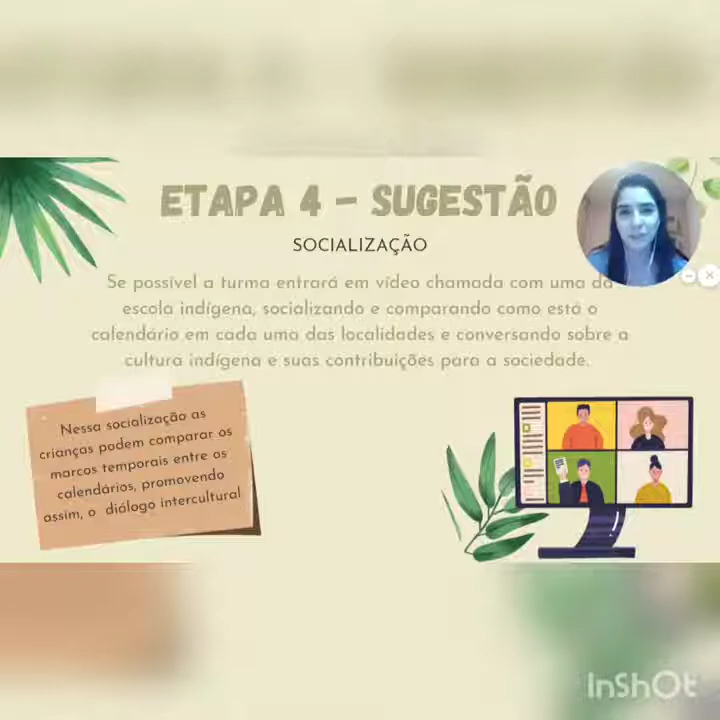 ETAPA 4 - SUGESTÃO
SOCIALIZAÇÃO
Se possível a turma entrará em vídeo chamada com uma da
escola indígena, socializando e comparando como está o
calendário em cada uma das localidades e conversando sobre a
cultura indígena e suas contribuições para a sociedade.
Nessa socialização as
crianças podem comparar os
marcos temporais entre os
calendários, promovendo
assim, o diálogo intercultural
InShOt